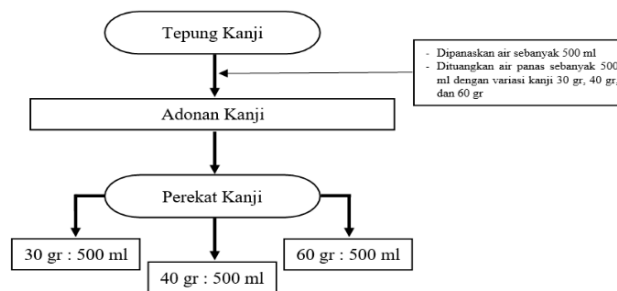 Tepung Kanji
- Dipanaskan air sebanyak 500 ml
- Dituangkan air panas sebanyak 500
ml dengan variasi kanji 30 gr, 40 gr,
dan 60 gr
Adonan Kanji
Perekat Kanji
30 gr : 500 ml
40 gr : 500 ml
60 gr : 500 ml